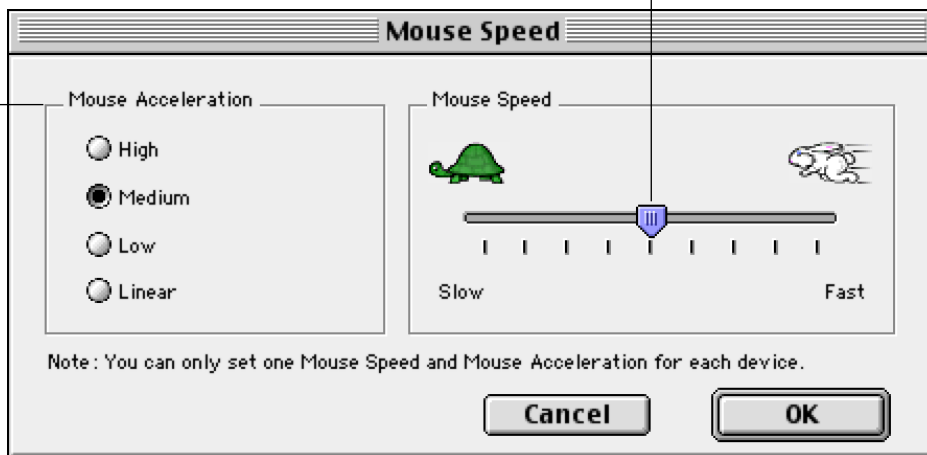 Mouse Speed
Mouse Acceleration
High
Medium
Low
Linear
Mouse Speed
Slow
Fast
Note: You can only set one Mouse Speed and Mouse Acceleration for each device.
Cancel
OK